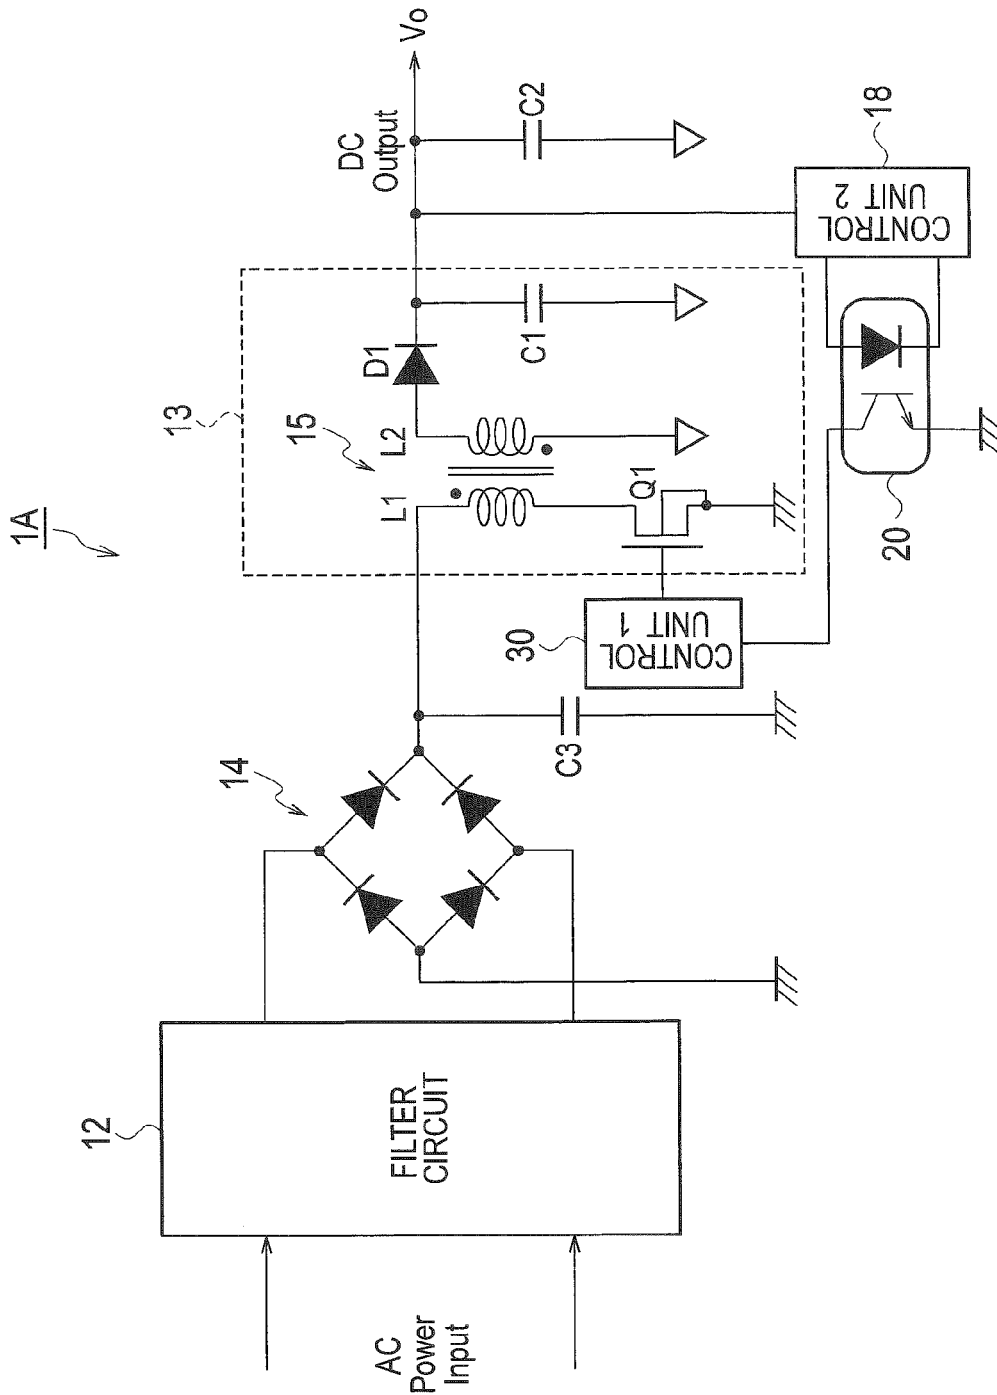 1A
AC
Power
Input
12
FILTER
CIRCUIT
14
C3
30
CONTROL
UNIT 1
13
15
L1
L2
Q1
D1
C1
DC
Output
C2
Vo
20
CONTROL
UNIT 2
18